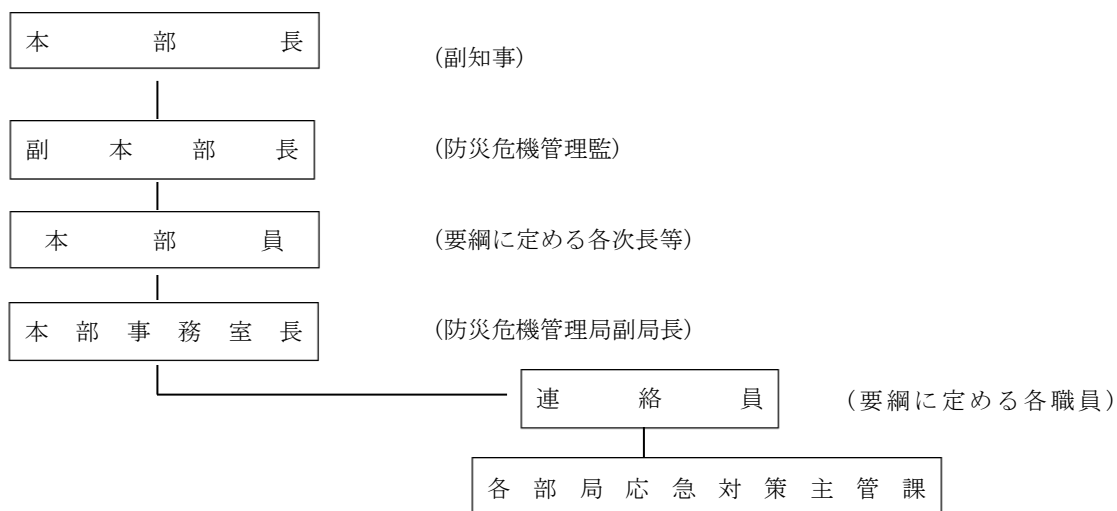 本部長
(副知事)
副本部長
(防災危機管理監)
本部員
(要綱に定める各次長等)
本部事務室長
(防災危機管理局副局長)
連絡員
(要綱に定める各職員)
各部局応急対策主管課